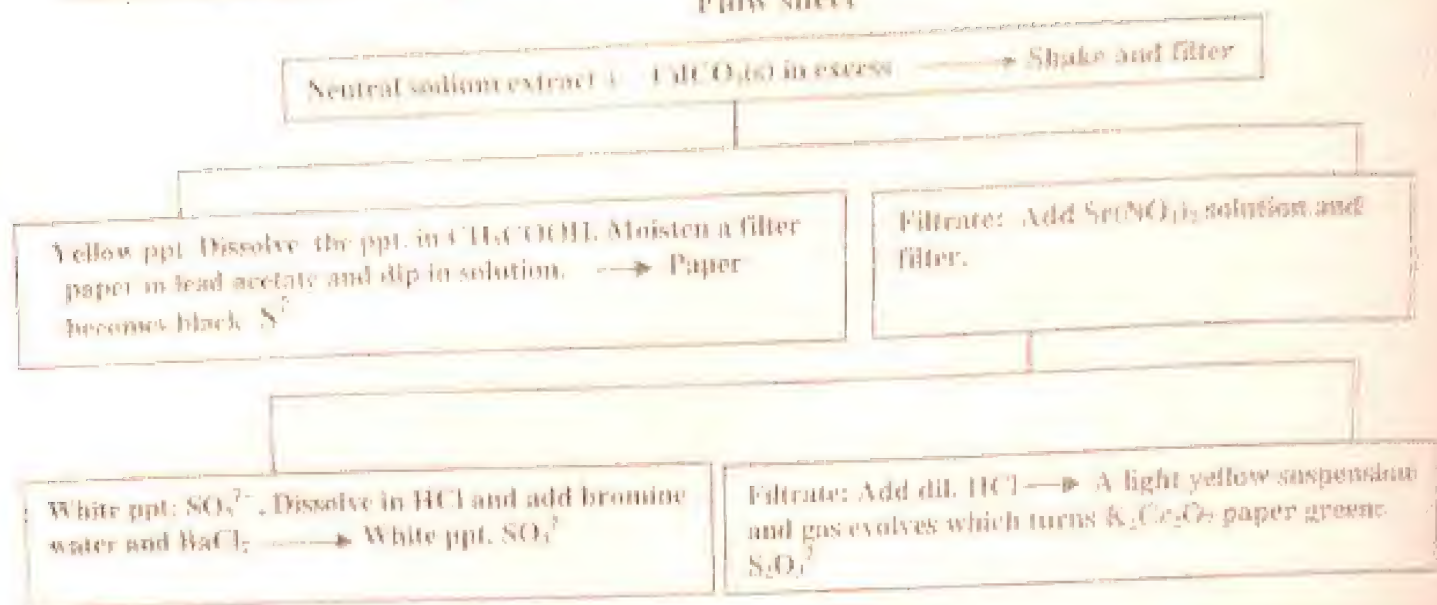 Flow sheet
Neutral sodium extract + CdCO₃(s) in excess → Shake and filter
Yellow ppt. Dissolve the ppt. in CH₃COOH. Moisten a filter
paper in lead acetate and dip in solution. → Paper
becomes black S²⁻
Filtrate: Add Sr(NO₃)₂ solution and
filter.
White ppt: SO₃²⁻. Dissolve in HCl and add bromine
water and BaCl₂ → White ppt. SO₃²⁻
Filtrate: Add dil. HCl → A light yellow suspension
and gas evolves which turns K₂Cr₂O₇ paper green.
S₂O₃²⁻